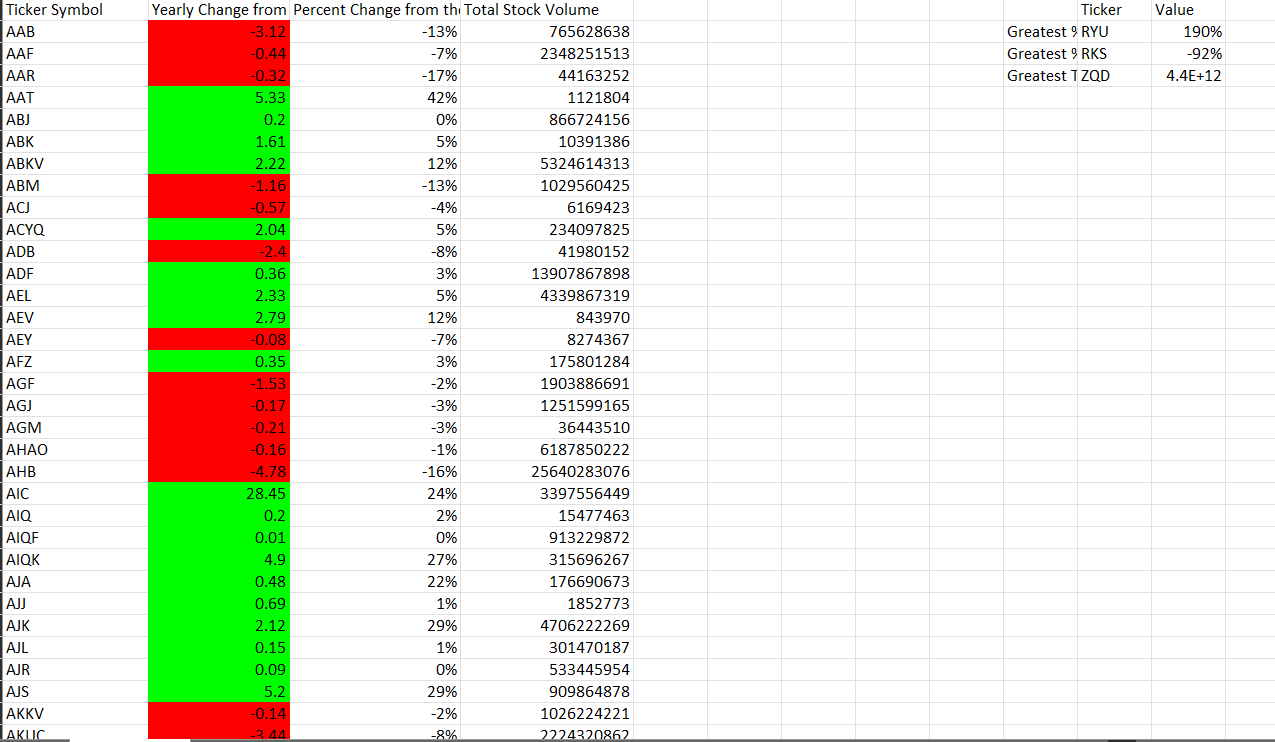 Ticker Symbol Yearly Change from Percent Change from the Total Stock Volume Ticker Value
AAB -3.12 -13% 765628638 Greatest % RYU 190%
AAF -0.44 -7% 2348251513 Greatest % RKS -92%
AAR -0.32 -17% 44163252 Greatest T ZQD 4.4E+12
AAT 5.33 42% 1121804
ABJ 0.2 0% 866724156
ABK 1.61 5% 10391386
ABKV 2.22 12% 5324614313
ABM -1.16 -13% 1029560425
ACJ -0.57 -4% 6169423
ACYQ 2.04 5% 234097825
ADB -2.4 -8% 41980152
ADF 0.36 3% 13907867898
AEL 2.33 5% 4339867319
AEV 2.79 12% 843970
AEY -0.08 -7% 8274367
AFZ 0.35 3% 175801284
AGF -1.53 -2% 1903886691
AGJ -0.17 -3% 1251599165
AGM -0.21 -3% 36443510
AHAO -0.16 -1% 6187850222
AHB -4.78 -16% 25640283076
AIC 28.45 24% 3397556449
AIQ 0.2 2% 15477463
AIQF 0.01 0% 913229872
AIQK 4.9 27% 315696267
AJA 0.48 22% 176690673
AJJ 0.69 1% 1852773
AJK 2.12 29% 4706222269
AJL 0.15 1% 301470187
AJR 0.09 0% 533445954
AJS 5.2 29% 909864878
AKKV -0.14 -2% 1026224221
AKUC -3.44 -8% 2224320862